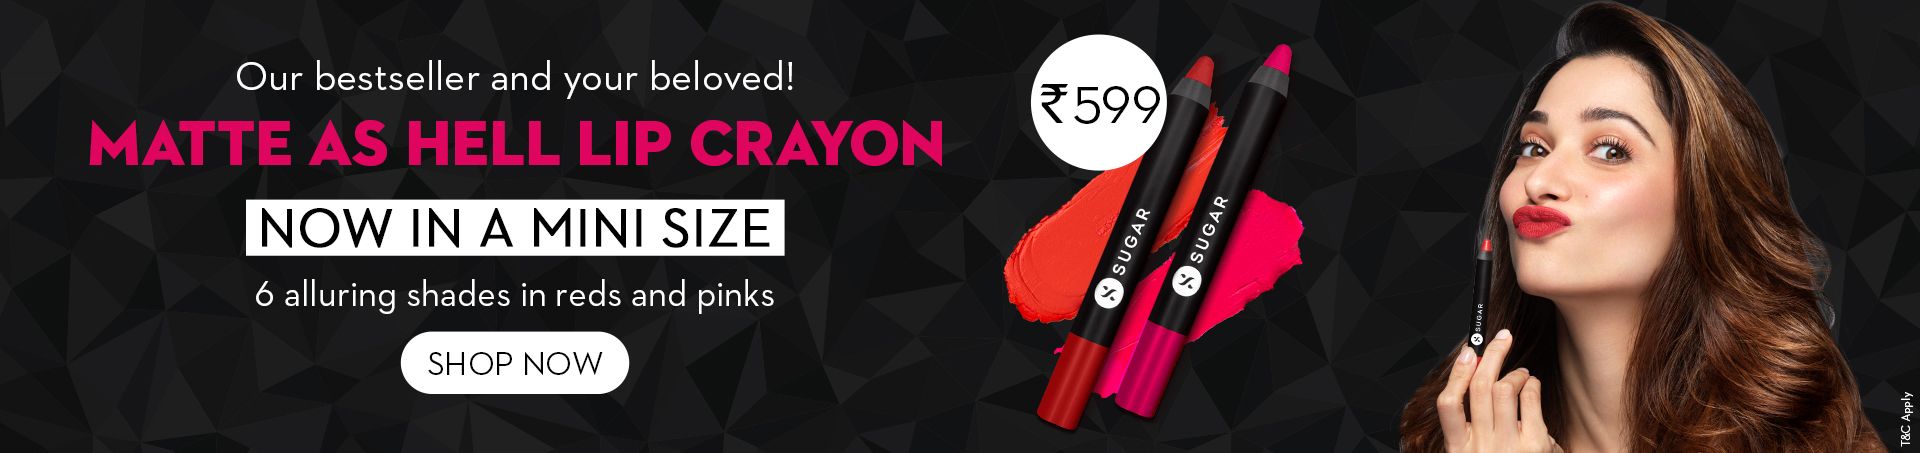 Our bestseller and your beloved!
MATTE AS HELL LIP CRAYON
NOW IN A MINI SIZE
6 alluring shades in reds and pinks
SHOP NOW
₹599
SUGAR
SUGAR
SUGAR
T&C Apply